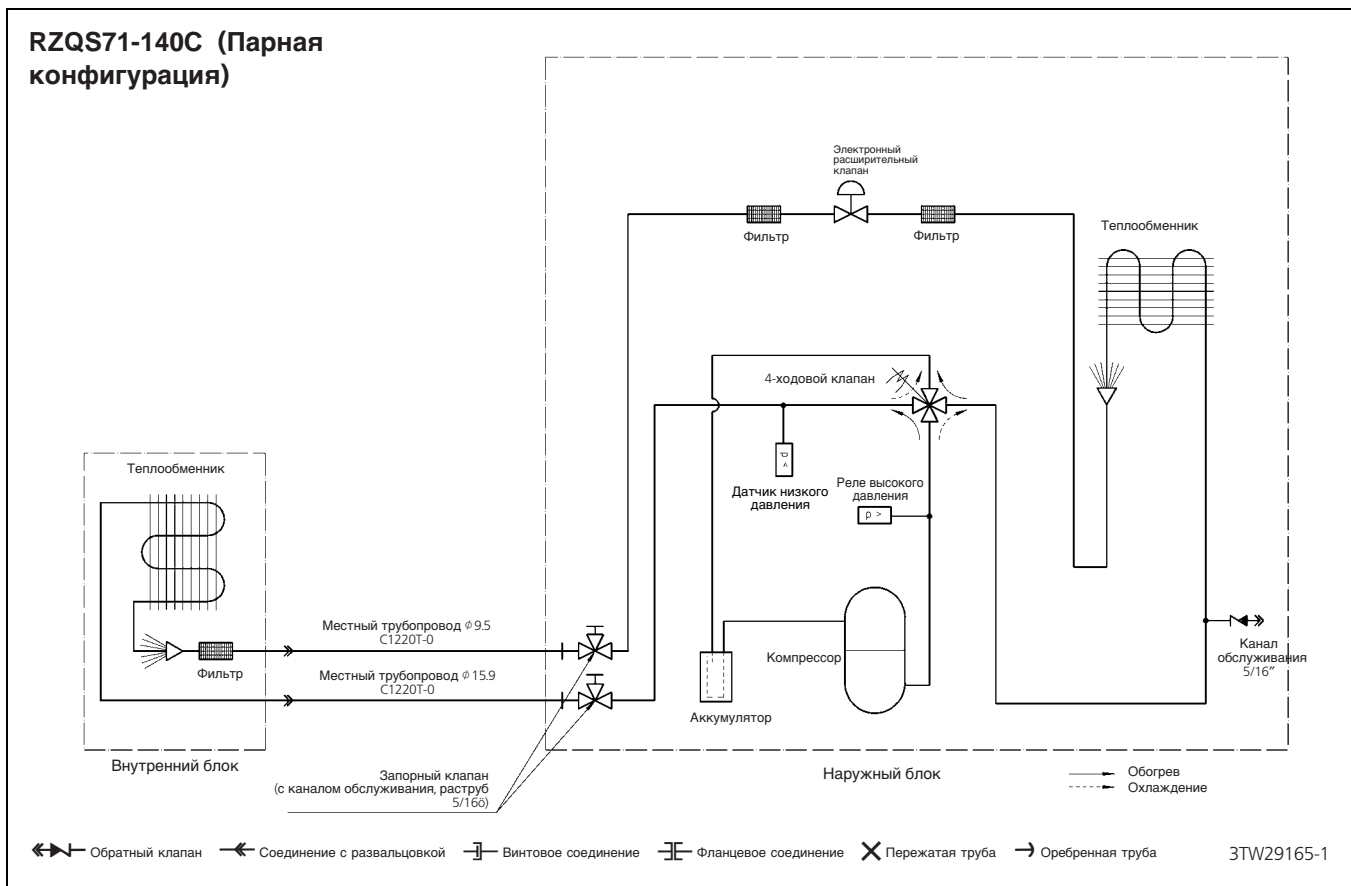 RZQS71-140C (Парная
конфигурация)
Электронный
расширительный
клапан
Фильтр
Фильтр
Теплообменник
4-ходовой клапан
Датчик низкого
давления
Реле высокого
давления
p <
p <
Теплообменник
Фильтр
Местный трубопровод ϕ 9.5
C1220T-0
Местный трубопровод ϕ 15.9
C1220T-0
Компрессор
Аккумулятор
Канал
обслуживания
5/16"
Внутренний блок
Наружный блок
Запорный клапан
(с каналом обслуживания, раструб
5/16ö)
Обогрев
Охлаждение
Обратный клапан
Соединение с развальцовкой
Винтовое соединение
Фланцевое соединение
Пережатая труба
Оребренная труба
3TW29165-1